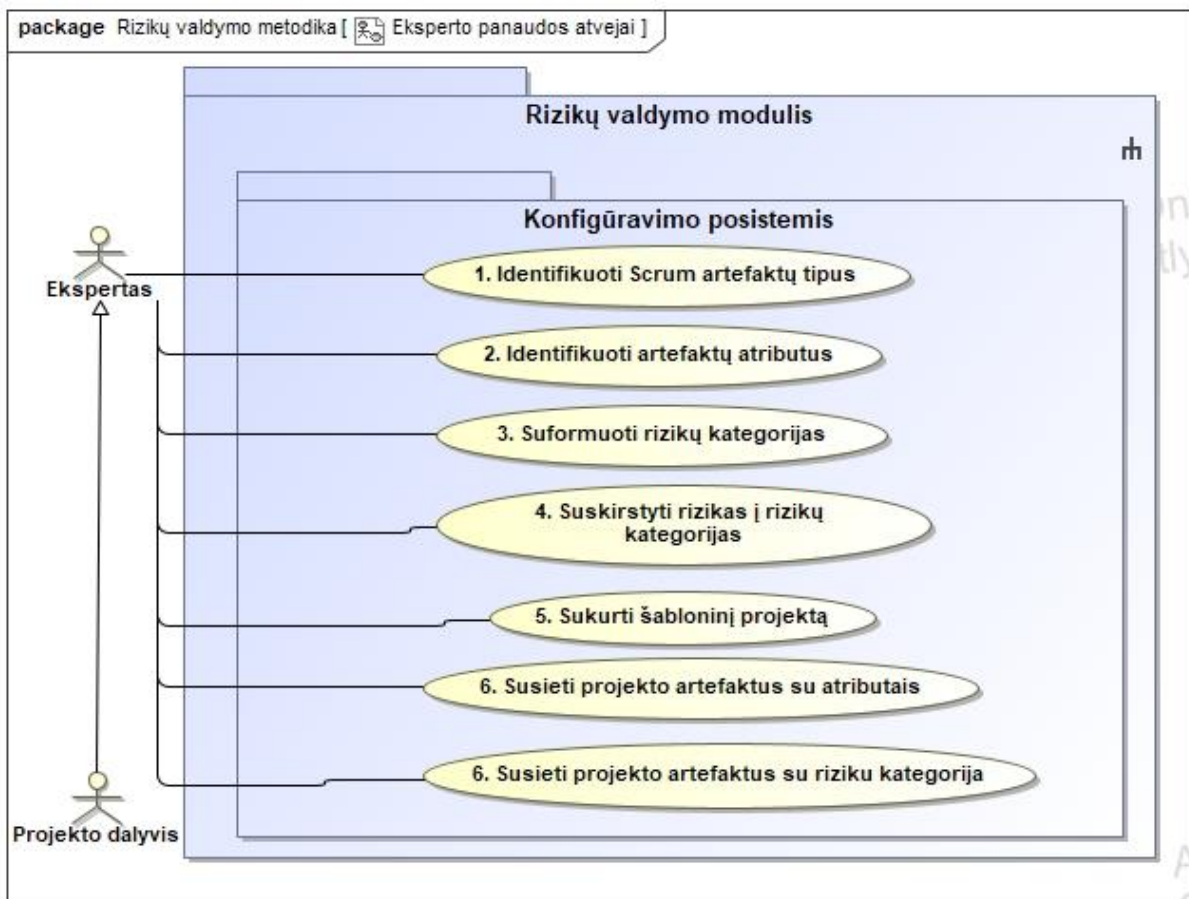 package Rizikų valdymo metodika [ Eksperto panaudos atvejai ]
Rizikų valdymo modulis
Konfigūravimo posistemis
Ekspertas
1. Identifikuoti Scrum artefaktų tipus
2. Identifikuoti artefaktų atributus
3. Suformuoti rizikų kategorijas
4. Suskirstyti rizikas į rizikų
kategorijas
5. Sukurti šabloninį projektą
6. Susieti projekto artefaktus su atributais
6. Susieti projekto artefaktus su riziku kategorija
Projekto dalyvis